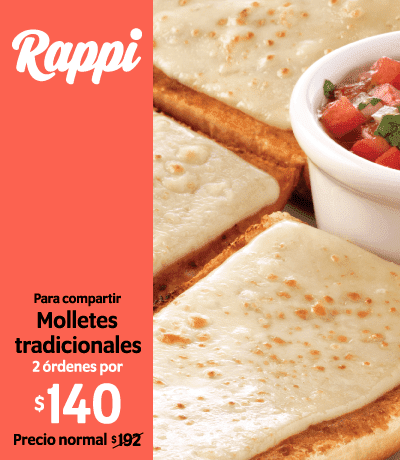 Rappi
Para compartir
Molletes
tradicionales
2 órdenes por
$140
Precio normal $192